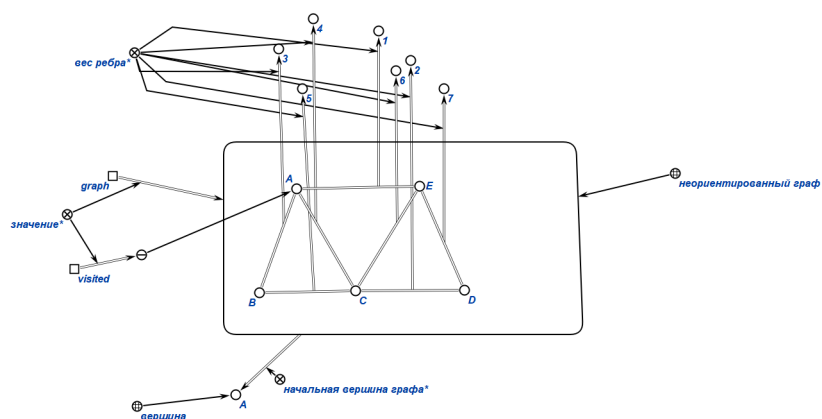 4
1
вес ребра*
3
6
2
5
7
graph
A
E
неориентированный граф
значение*
visited
B
C
D
начальная вершина графа*
A
вершина